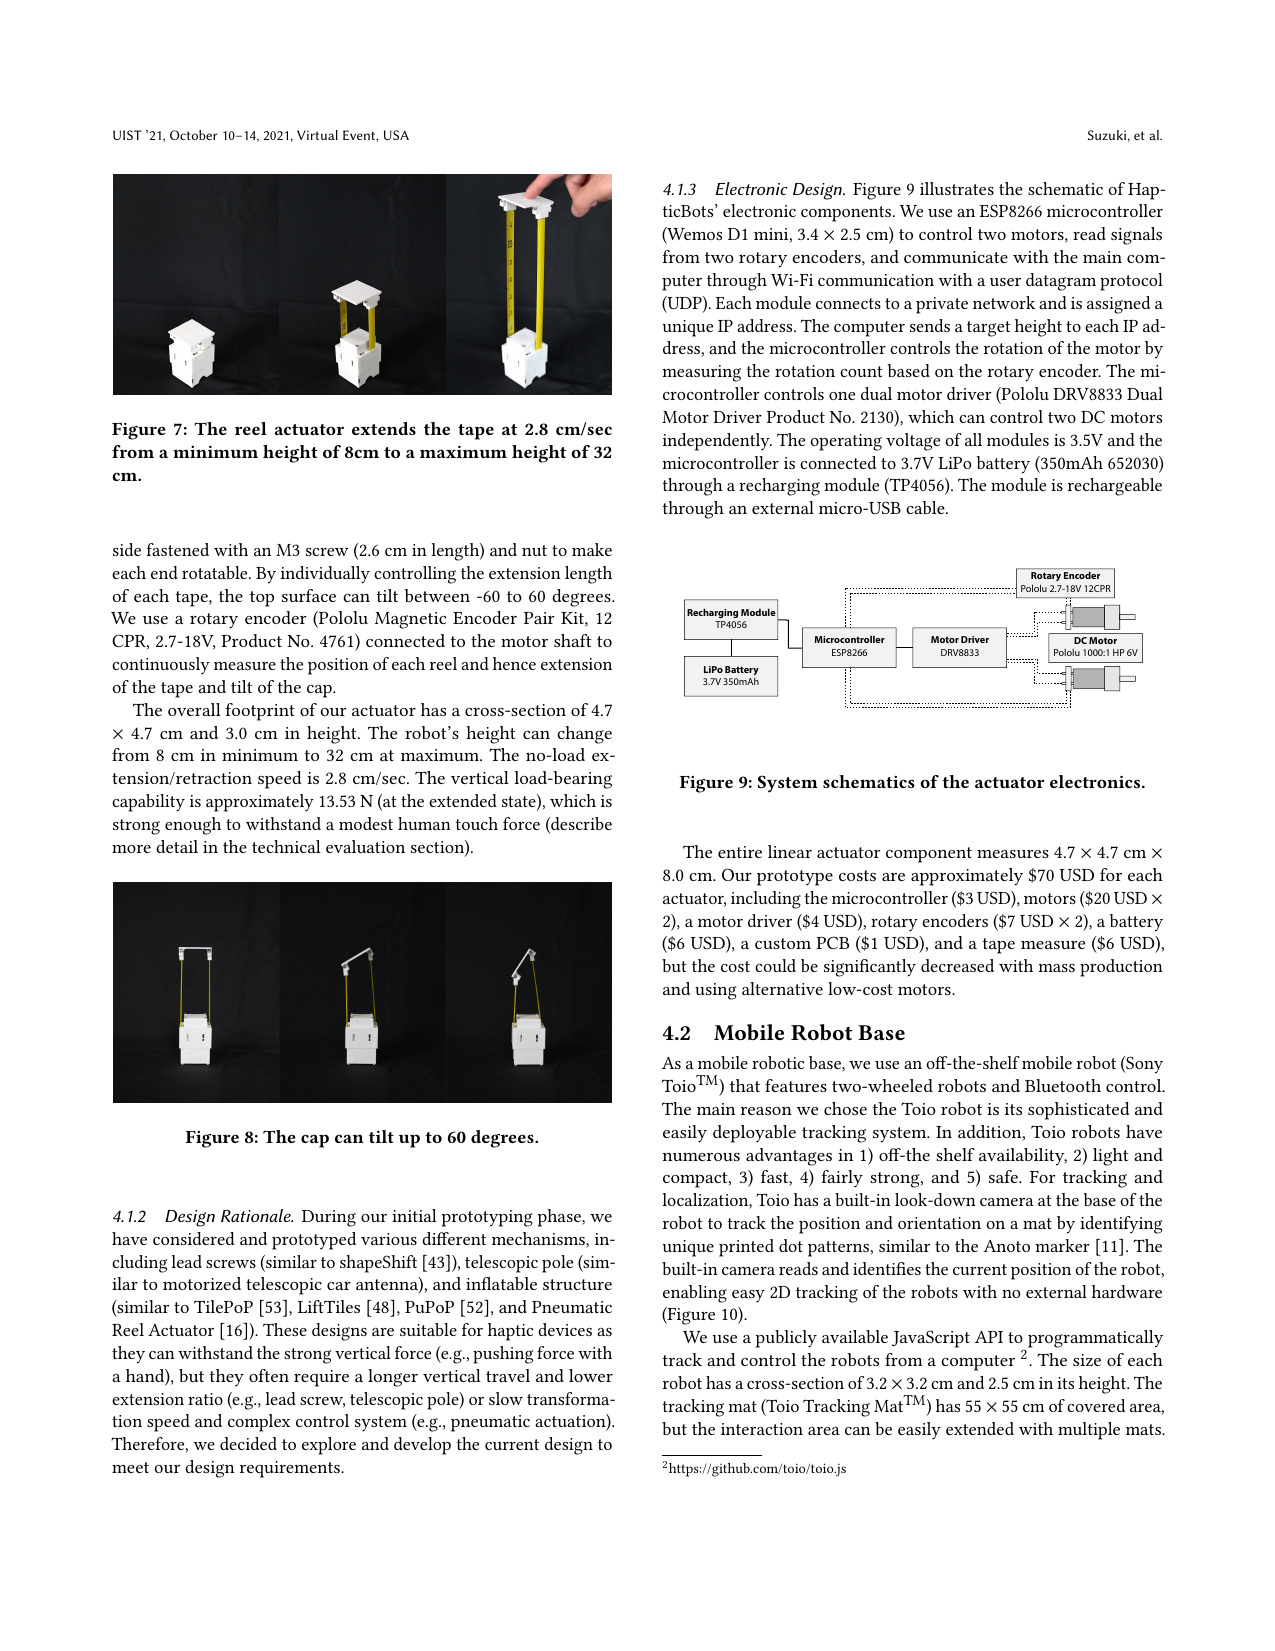 UIST ’21, October 10–14, 2021, Virtual Event, USA
Suzuki, et al.
Figure 7: The reel actuator extends the tape at 2.8 cm/sec
from a minimum height of 8cm to a maximum height of 32
cm.
side fastened with an M3 screw (2.6 cm in length) and nut to make
each end rotatable. By individually controlling the extension length
of each tape, the top surface can tilt between -60 to 60 degrees.
We use a rotary encoder (Pololu Magnetic Encoder Pair Kit, 12
CPR, 2.7-18V, Product No. 4761) connected to the motor shaft to
continuously measure the position of each reel and hence extension
of the tape and tilt of the cap.
The overall footprint of our actuator has a cross-section of 4.7
× 4.7 cm and 3.0 cm in height. The robot’s height can change
from 8 cm in minimum to 32 cm at maximum. The no-load ex-
tension/retraction speed is 2.8 cm/sec. The vertical load-bearing
capability is approximately 13.53 N (at the extended state), which is
strong enough to withstand a modest human touch force (describe
more detail in the technical evaluation section).
Figure 8: The cap can tilt up to 60 degrees.
4.1.2 Design Rationale. During our initial prototyping phase, we
have considered and prototyped various different mechanisms, in-
cluding lead screws (similar to shapeShift [43]), telescopic pole (sim-
ilar to motorized telescopic car antenna), and inflatable structure
(similar to TilePoP [53], LiftTiles [48], PuPoP [52], and Pneumatic
Reel Actuator [16]). These designs are suitable for haptic devices as
they can withstand the strong vertical force (e.g., pushing force with
a hand), but they often require a longer vertical travel and lower
extension ratio (e.g., lead screw, telescopic pole) or slow transforma-
tion speed and complex control system (e.g., pneumatic actuation).
Therefore, we decided to explore and develop the current design to
meet our design requirements.
4.1.3 Electronic Design. Figure 9 illustrates the schematic of Hap-
ticBots’ electronic components. We use an ESP8266 microcontroller
(Wemos D1 mini, 3.4 × 2.5 cm) to control two motors, read signals
from two rotary encoders, and communicate with the main com-
puter through Wi-Fi communication with a user datagram protocol
(UDP). Each module connects to a private network and is assigned a
unique IP address. The computer sends a target height to each IP ad-
dress, and the microcontroller controls the rotation of the motor by
measuring the rotation count based on the rotary encoder. The mi-
crocontroller controls one dual motor driver (Pololu DRV8833 Dual
Motor Driver Product No. 2130), which can control two DC motors
independently. The operating voltage of all modules is 3.5V and the
microcontroller is connected to 3.7V LiPo battery (350mAh 652030)
through a recharging module (TP4056). The module is rechargeable
through an external micro-USB cable.
Rotary Encoder
Pololu 2.7-18V 12CPR
Recharging Module
TP4056
Microcontroller
ESP8266
Motor Driver
DRV8833
DC Motor
Pololu 1000:1 HP 6V
LiPo Battery
3.7V 350mAh
Figure 9: System schematics of the actuator electronics.
The entire linear actuator component measures 4.7 × 4.7 cm ×
8.0 cm. Our prototype costs are approximately $70 USD for each
actuator, including the microcontroller ($3 USD), motors ($20 USD ×
2), a motor driver ($4 USD), rotary encoders ($7 USD × 2), a battery
($6 USD), a custom PCB ($1 USD), and a tape measure ($6 USD),
but the cost could be significantly decreased with mass production
and using alternative low-cost motors.
4.2 Mobile Robot Base
As a mobile robotic base, we use an off-the-shelf mobile robot (Sony
Toio™) that features two-wheeled robots and Bluetooth control.
The main reason we chose the Toio robot is its sophisticated and
easily deployable tracking system. In addition, Toio robots have
numerous advantages in 1) off-the shelf availability, 2) light and
compact, 3) fast, 4) fairly strong, and 5) safe. For tracking and
localization, Toio has a built-in look-down camera at the base of the
robot to track the position and orientation on a mat by identifying
unique printed dot patterns, similar to the Anoto marker [11]. The
built-in camera reads and identifies the current position of the robot,
enabling easy 2D tracking of the robots with no external hardware
(Figure 10).
We use a publicly available JavaScript API to programmatically
track and control the robots from a computer ². The size of each
robot has a cross-section of 3.2 × 3.2 cm and 2.5 cm in its height. The
tracking mat (Toio Tracking Mat™) has 55 × 55 cm of covered area,
but the interaction area can be easily extended with multiple mats.
²https://github.com/toio/toio.js